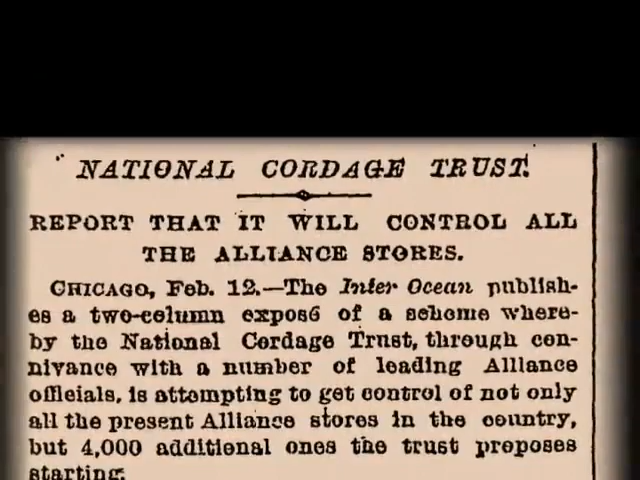 NATIONAL CORDAGE TRUST.
REPORT THAT IT WILL CONTROL ALL
THE ALLIANCE STORES.
CHICAGO, Feb. 12.—The Inter Ocean publish-
es a two-column exposé of a scheme where-
by the National Cordage Trust, through con-
nivance with a number of leading Alliance
officials, is attempting to get control of not only
all the present Alliance stores in the country,
but 4,000 additional ones the trust proposes
starting.